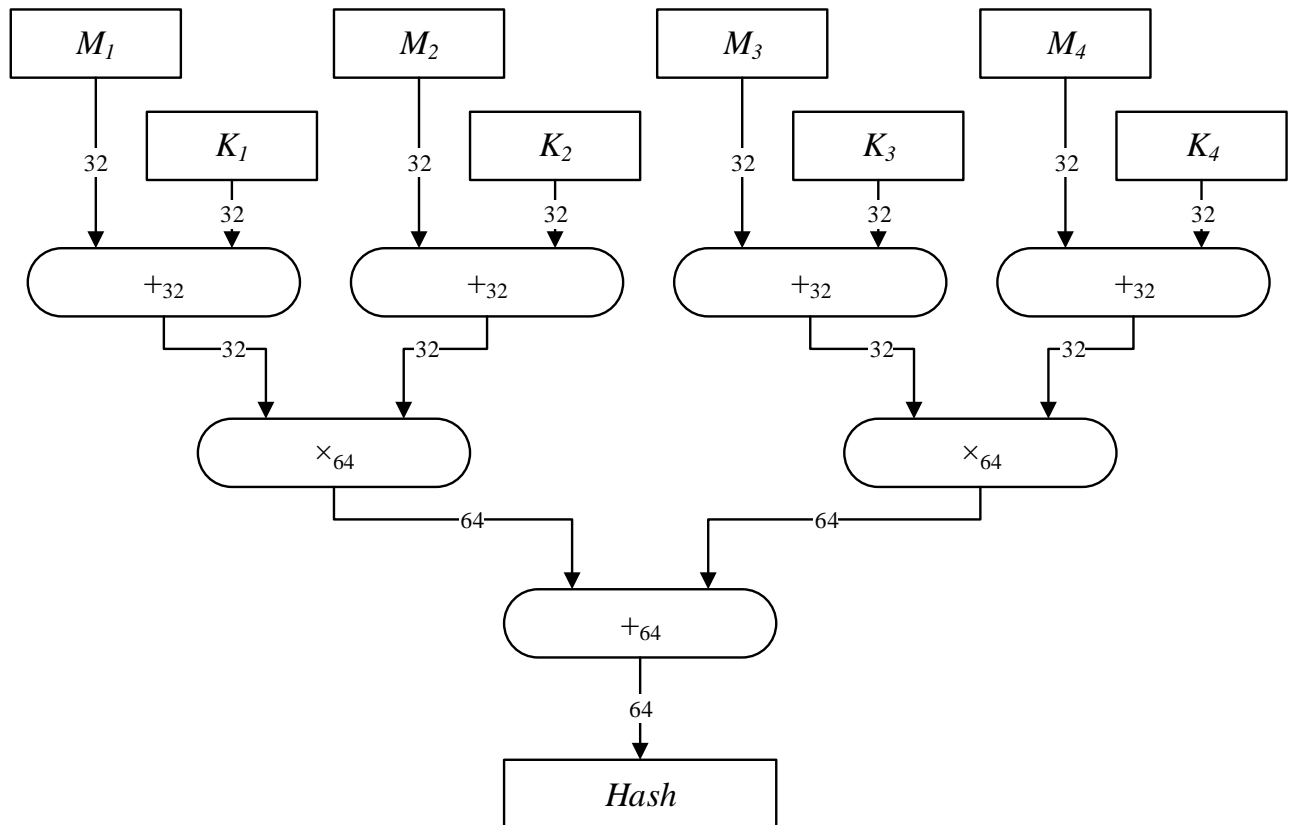 M₁ M₂ M₃ M₄
K₁ K₂ K₃ K₄
32 32 32 32
32 32 32 32
+₃₂ +₃₂ +₃₂ +₃₂
32 32 32 32
×₆₄ ×₆₄
64 64
+₆₄
64
Hash